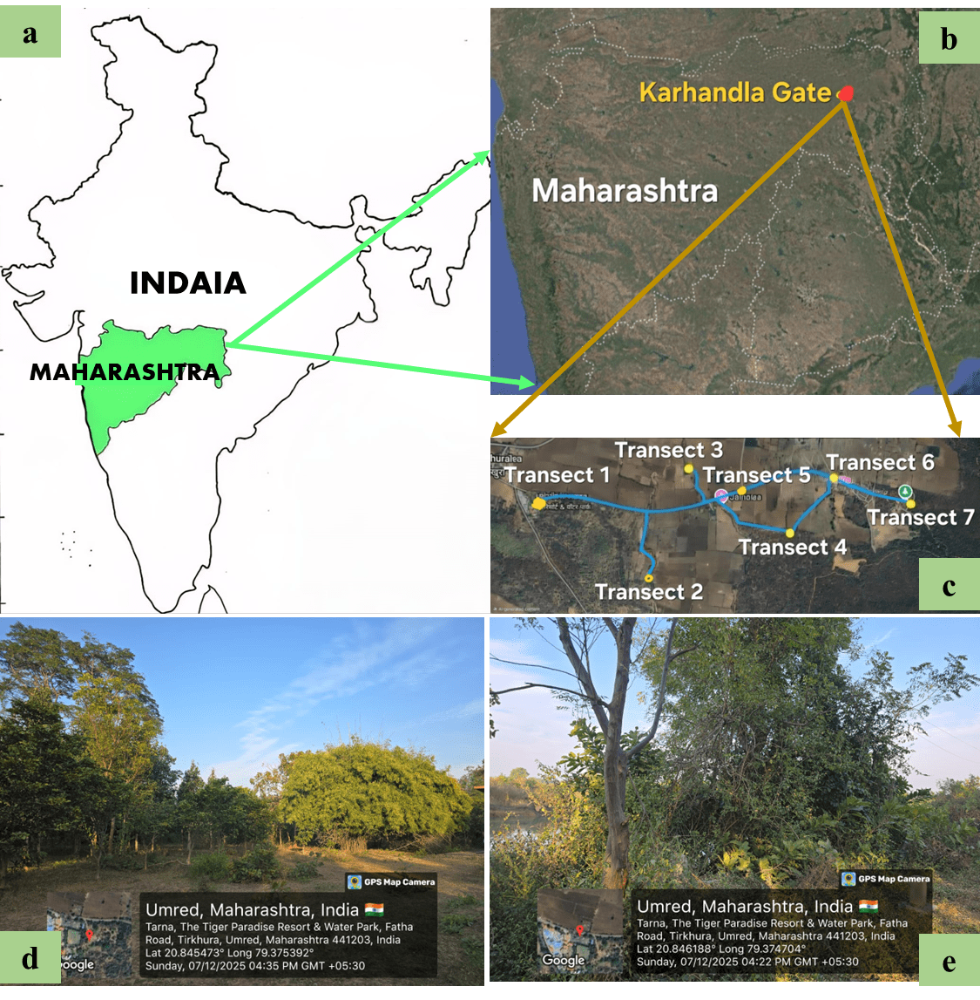 a
INDAIA
MAHARASHTRA
b
Karhandla Gate
Maharashtra
huralea
Transect 3
Transect 1
Transect 5
Transect 6
Transect 7
Transect 4
Transect 2
c
GPS Map Camera
Umred, Maharashtra, India
Tarna, The Tiger Paradise Resort & Water Park, Fatha
Road, Tirkhura, Umred, Maharashtra 441203, India
Lat 20.845473° Long 79.375392°
Sunday, 07/12/2025 04:35 PM GMT +05:30
oogle
d
GPS Map Camera
Umred, Maharashtra, India
Tarna, The Tiger Paradise Resort & Water Park, Fatha
Road, Tirkhura, Umred, Maharashtra 441203, India
Lat 20.846188° Long 79.374704°
Sunday, 07/12/2025 04:22 PM GMT +05:30
Google
e